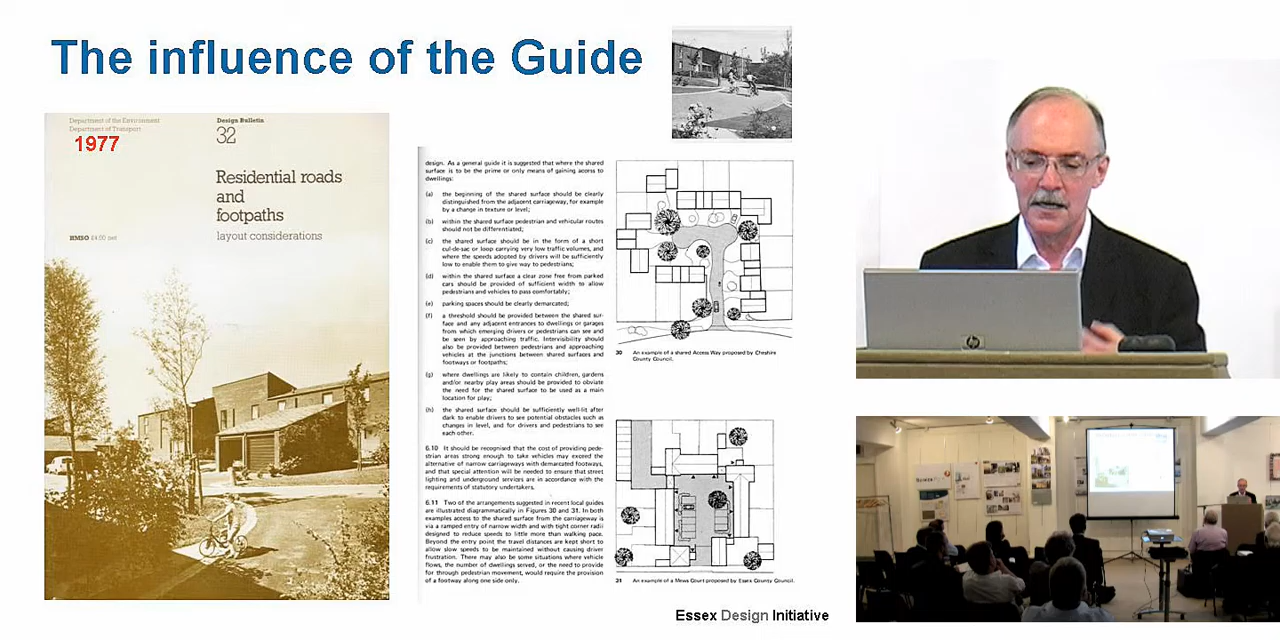 The influence of the Guide
Department of the Environment
Department of Transport
1977
Design Bulletin
32
Residential roads
and
footpaths
layout considerations
HMSO £4.00 net
design. As a general guide it is suggested that where the shared
surface is to be the prime or only means of gaining access to
dwellings:
(a) the beginning of the shared surface should be clearly
distinguished from the adjacent carriageway, for example
by a change in texture or level;
(b) within the shared surface pedestrian and vehicular routes
should not be differentiated;
(c) the shared surface should be in the form of a short
cul-de-sac or loop carrying very low traffic volumes, and
where the speeds adopted by drivers will be sufficiently
low to enable them to give way to pedestrians;
(d) within the shared surface a clear zone free from parked
cars should be provided of sufficient width to allow
pedestrians and vehicles to pass comfortably;
(e) parking spaces should be clearly demarcated;
(f) a threshold should be provided between the shared sur-
face and any adjacent entrances to dwellings or garages
from which emerging drivers or pedestrians can see and
be seen by approaching traffic. Intervisibility should
also be provided between pedestrians and approaching
vehicles at the junctions between shared surfaces and
footways or footpaths;
(g) where dwellings are likely to contain children, gardens
and/or nearby play areas should be provided to obviate
the need for the shared surface to be used as a main
location for play;
(h) the shared surface should be sufficiently well-lit after
dark to enable drivers to see potential obstacles such as
changes in level, and for drivers and pedestrians to see
each other.
6.10 It should be recognised that the cost of providing pede-
strian areas strong enough to take vehicles may exceed the
alternative of narrow carriageways with demarcated footways,
and that special attention will be needed to ensure that street
lighting and underground services are in accordance with the
requirements of statutory undertakers.
6.11 Two of the arrangements suggested in recent local guides
are illustrated diagrammatically in Figures 30 and 31. In both
examples access to the shared surface from the carriageway is
via a ramped entry of narrow width and with tight corner radii
designed to reduce speeds to little more than walking pace.
Beyond the entry point the travel distances are kept short to
allow slow speeds to be maintained without causing driver
frustration. There may also be some situations where vehicle
flows, the number of dwellings served, or the need to provide
for through pedestrian movement, would require the provision
of a footway along one side only.
30 An example of a shared Access Way proposed by Cheshire
County Council.
31 An example of a Mews Court proposed by Essex County Council.
Essex Design Initiative
hp